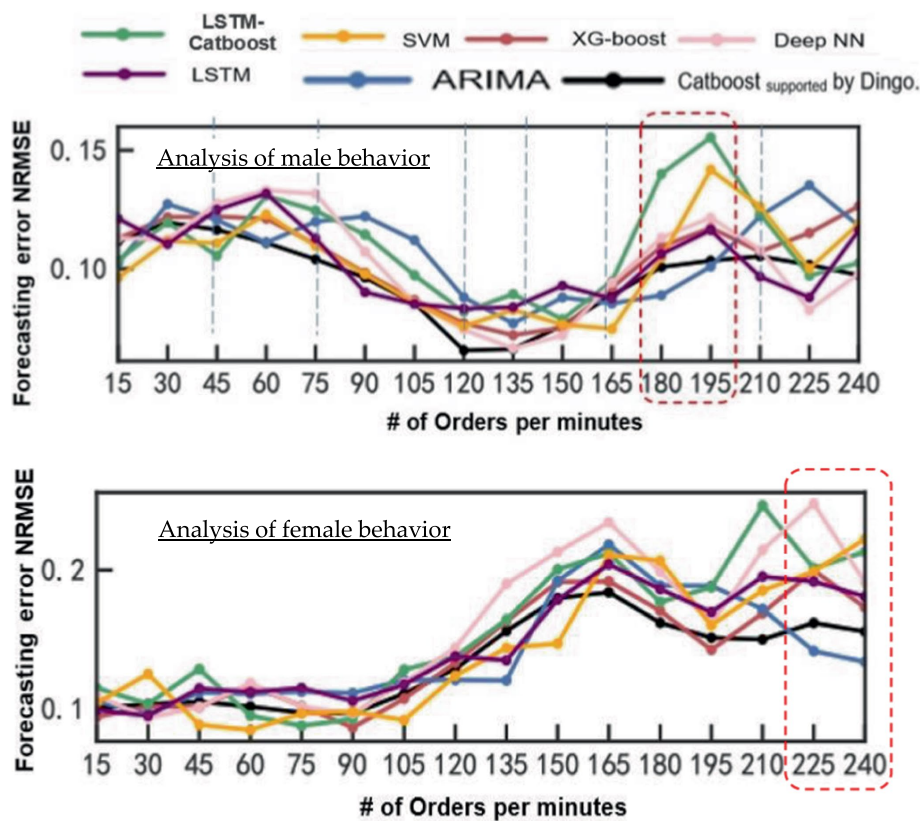 LSTM-
Catboost
SVM
XG-boost
Deep NN
LSTM
ARIMA
Catboost supported by Dingo.
Forecasting error NRMSE
Analysis of male behavior
0. 15
0. 10
15 30 45 60 75 90 105 120 135 150 165 180 195 210 225 240
# of Orders per minutes
Forecasting error NRMSE
Analysis of female behavior
0. 2
0. 1
15 30 45 60 75 90 105 120 135 150 165 180 195 210 225 240
# of Orders per minutes